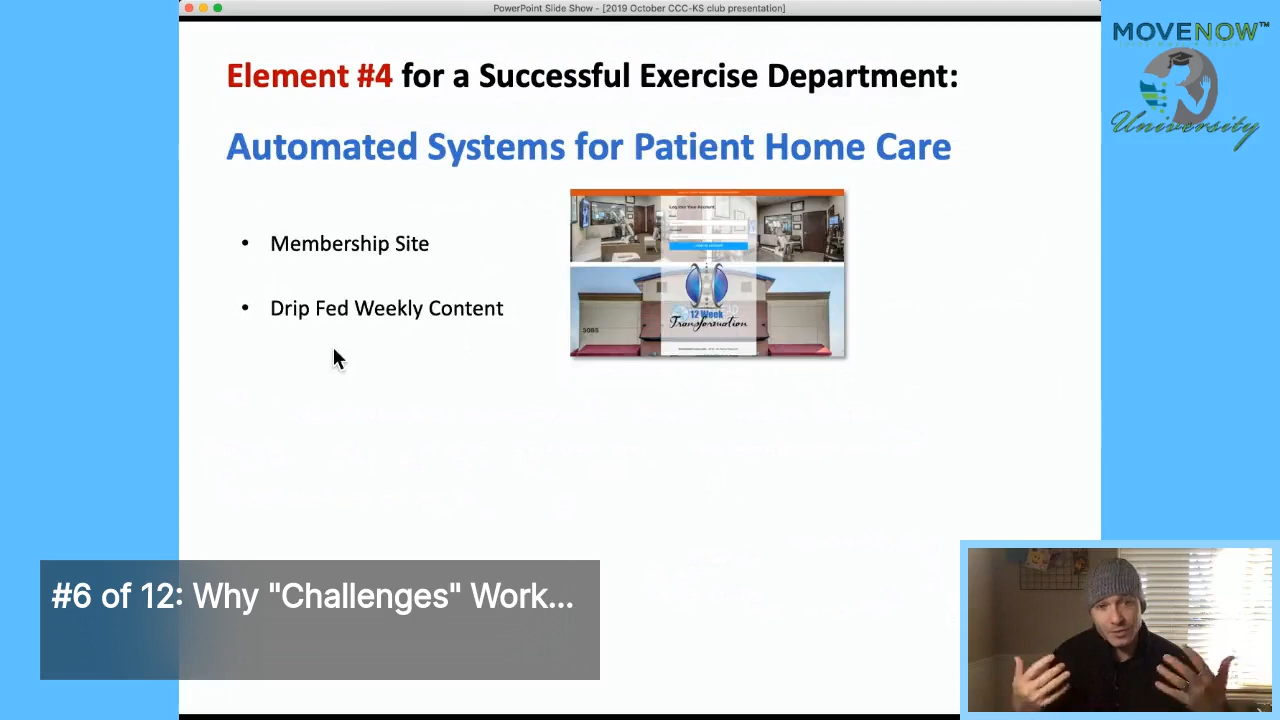 PowerPoint Slide Show - [2019 October CCC-KS club presentation]
MOVENOW™
University
Element #4 for a Successful Exercise Department:
Automated Systems for Patient Home Care
• Membership Site
• Drip Fed Weekly Content
12 Week
Transformation
#6 of 12: Why "Challenges" Work...